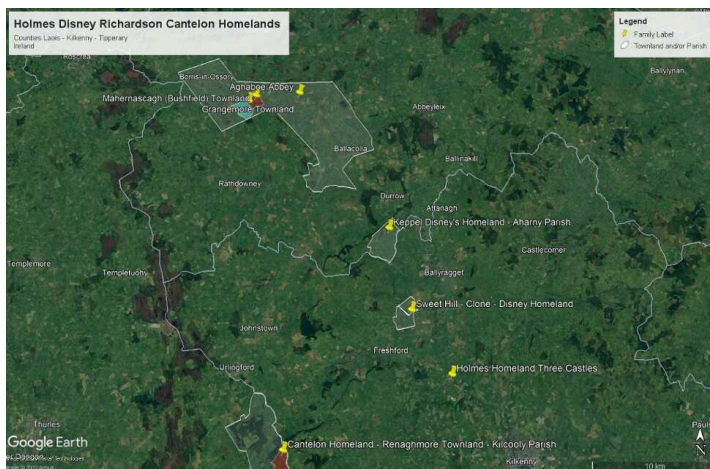 Holmes Disney Richardson Cantelon Homelands
Counties Laois - Kilkenny - Tipperary
Ireland
Legend
Family Label
Townland and/or Parish
Roscrea
Ballylynan
Borris-in-Ossory
Aghaboe Abbey
Mahernascagh (Bushfield) Townland
Grangemore Townland
Abbeyleix
Ballacolla
Ballinakill
Rathdowney
Durrow
Attanagh
Keppel Disney's Homeland - Aharny Parish
Castlecomer
Templemore
Templetuohy
Ballyragget
Sweet Hill - Clone - Disney Homeland
Johnstown
Freshford
Holmes Homeland Three Castles
Urlingford
Thurles
Pauls
Google Earth
Cantelon Homeland - Renaghmore Townland - Kilcooly Parish
N
Kilkenny
10 km